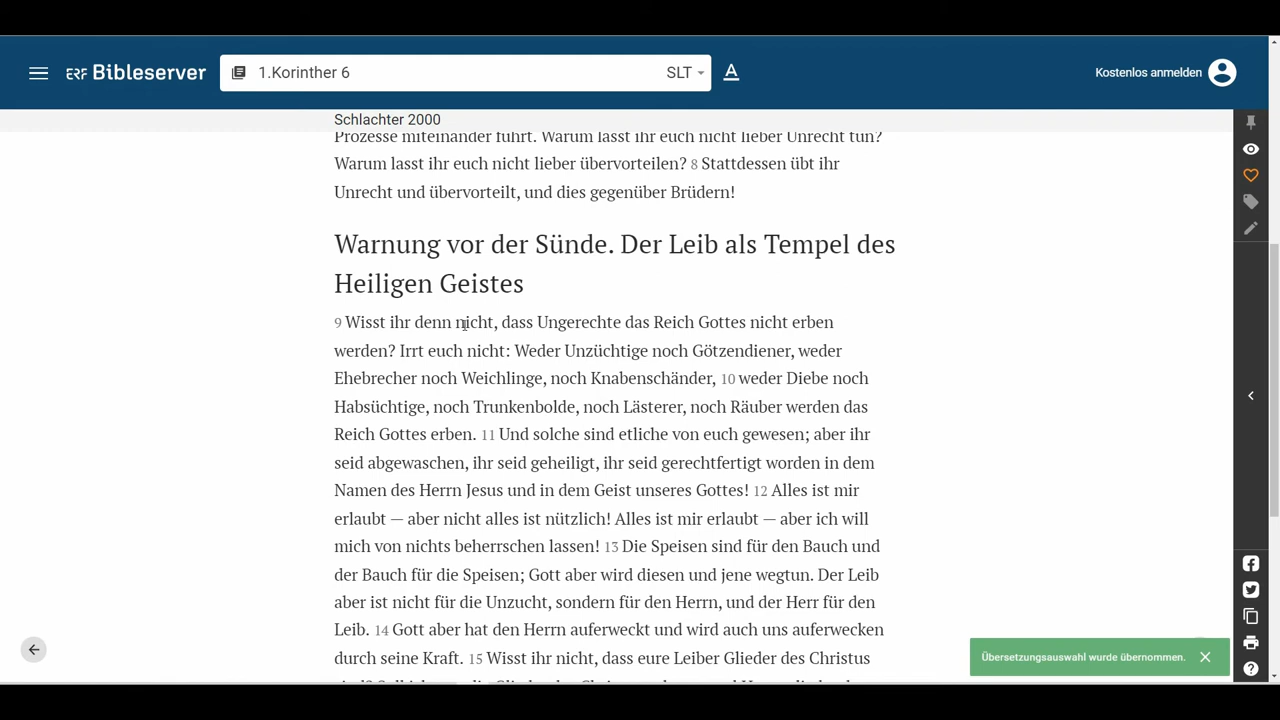 ERF Bibleserver
1.Korinther 6
SLT
A
Kostenlos anmelden
Schlachter 2000
Prozesse miteinander führt. Warum lasst ihr euch nicht lieber Unrecht tun?
Warum lasst ihr euch nicht lieber übervorteilen? 8 Stattdessen übt ihr
Unrecht und übervorteilt, und dies gegenüber Brüdern!
Warnung vor der Sünde. Der Leib als Tempel des
Heiligen Geistes
9 Wisst ihr denn nicht, dass Ungerechte das Reich Gottes nicht erben
werden? Irrt euch nicht: Weder Unzüchtige noch Götzendiener, weder
Ehebrecher noch Weichlinge, noch Knabenschänder, 10 weder Diebe noch
Habsüchtige, noch Trunkenbolde, noch Lästerer, noch Räuber werden das
Reich Gottes erben. 11 Und solche sind etliche von euch gewesen; aber ihr
seid abgewaschen, ihr seid geheiligt, ihr seid gerechtfertigt worden in dem
Namen des Herrn Jesus und in dem Geist unseres Gottes! 12 Alles ist mir
erlaubt — aber nicht alles ist nützlich! Alles ist mir erlaubt — aber ich will
mich von nichts beherrschen lassen! 13 Die Speisen sind für den Bauch und
der Bauch für die Speisen; Gott aber wird diesen und jene wegtun. Der Leib
aber ist nicht für die Unzucht, sondern für den Herrn, und der Herr für den
Leib. 14 Gott aber hat den Herrn auferweckt und wird auch uns auferwecken
durch seine Kraft. 15 Wisst ihr nicht, dass eure Leiber Glieder des Christus
Übersetzungsauswahl wurde übernommen.